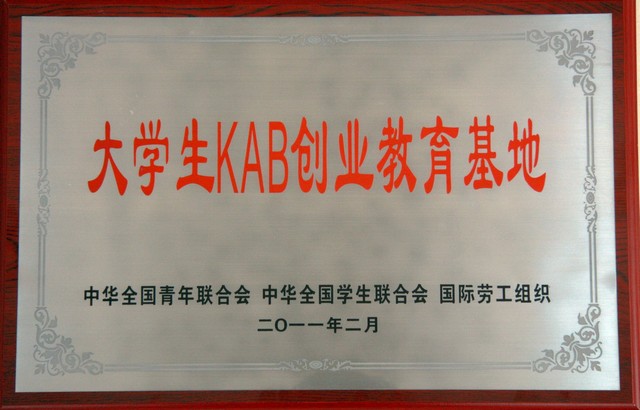 大学生KAB创业教育基地
中华全国青年联合会 中华全国学生联合会 国际劳工组织
二O一一年二月